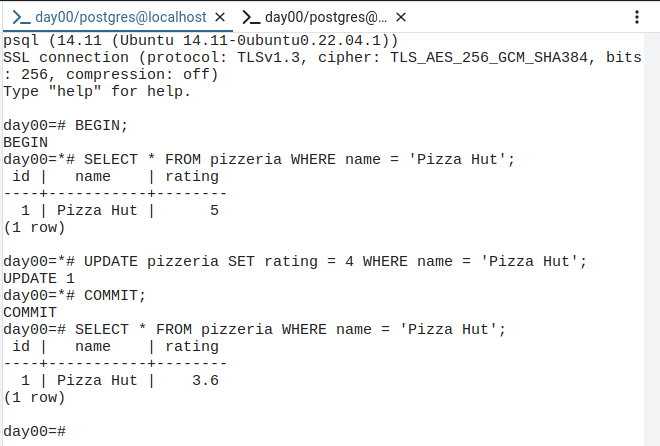 day00/postgres@localhost
day00/postgres@...
psql (14.11 (Ubuntu 14.11-0ubuntu0.22.04.1))
SSL connection (protocol: TLSv1.3, cipher: TLS_AES_256_GCM_SHA384, bits
: 256, compression: off)
Type "help" for help.

day00=# BEGIN;
BEGIN
day00=*# SELECT * FROM pizzeria WHERE name = 'Pizza Hut';
 id |   name    | rating
----+-----------+--------
  1 | Pizza Hut |      5
(1 row)

day00=*# UPDATE pizzeria SET rating = 4 WHERE name = 'Pizza Hut';
UPDATE 1
day00=*# COMMIT;
COMMIT
day00=# SELECT * FROM pizzeria WHERE name = 'Pizza Hut';
 id |   name    | rating
----+-----------+--------
  1 | Pizza Hut |    3.6
(1 row)

day00=#